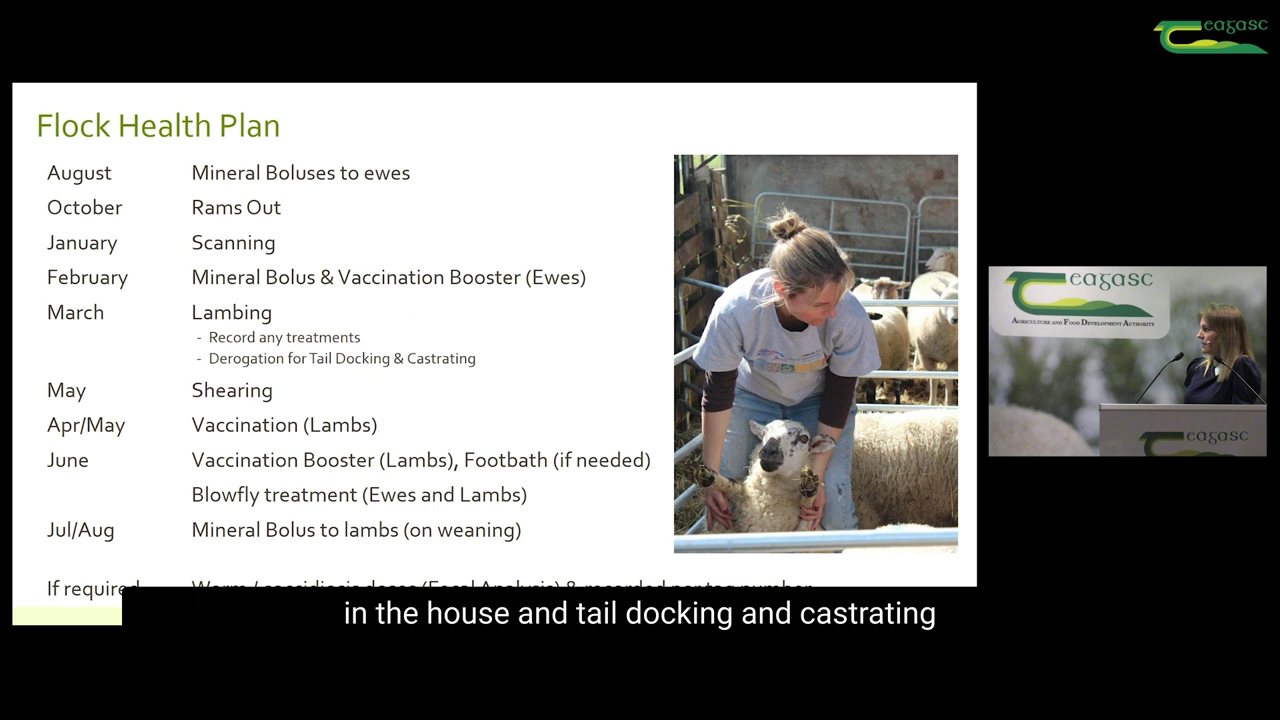 eagasc
Flock Health Plan
August Mineral Boluses to ewes
October Rams Out
January Scanning
February Mineral Bolus & Vaccination Booster (Ewes)
March Lambing
- Record any treatments
- Derogation for Tail Docking & Castrating
May Shearing
Apr/May Vaccination (Lambs)
June Vaccination Booster (Lambs), Footbath (if needed)
Blowfly treatment (Ewes and Lambs)
Jul/Aug Mineral Bolus to lambs (on weaning)
If required Worm / coccidiosis doses (Fecal Analysis) & recorded per tag number
eagasc
AGRICULTURE AND FOOD DEVELOPMENT AUTHORITY
eagasc
in the house and tail docking and castrating